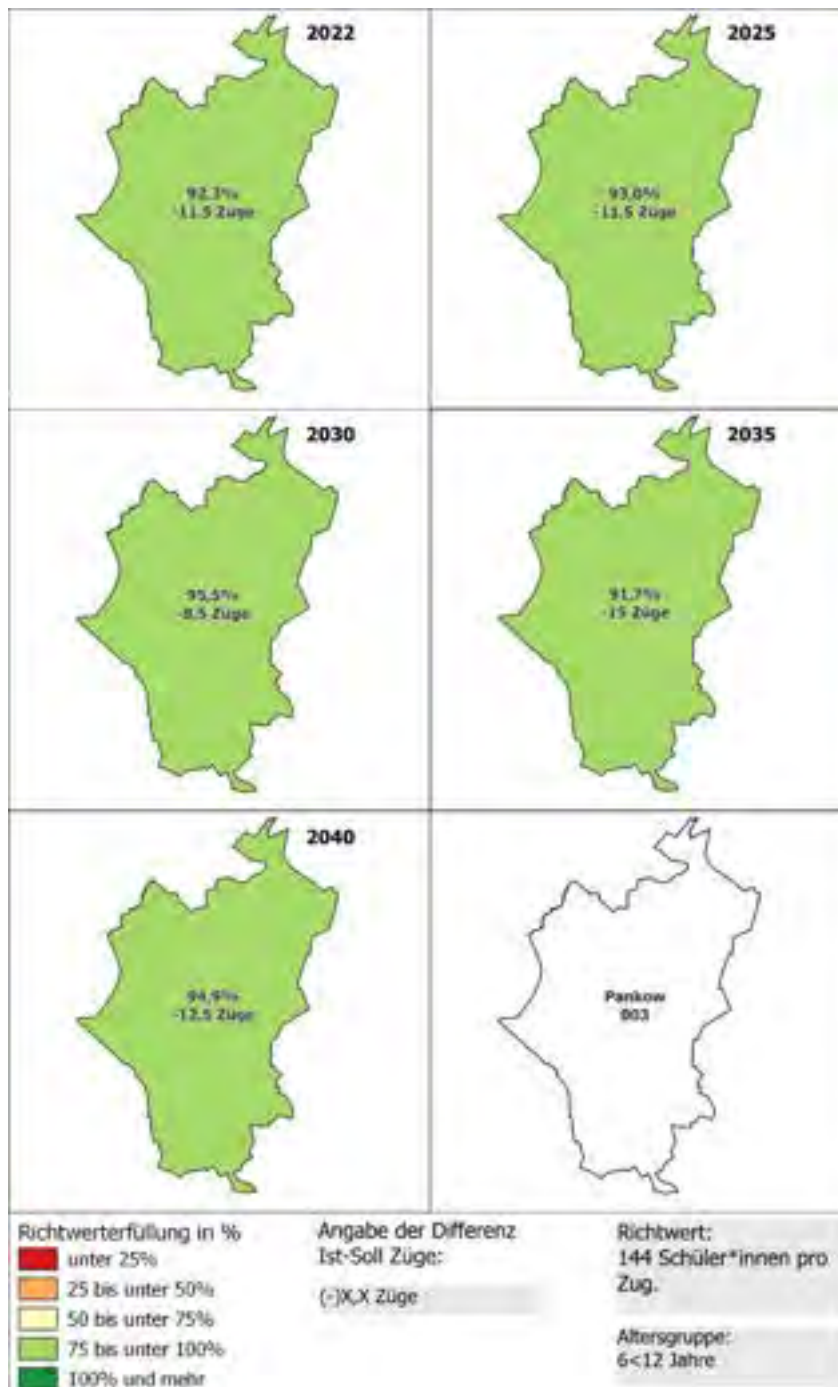 2022
-11,5 Züge
2025
93,0%
-11,5 Züge
2030
95,5%
-8,5 Züge
2035
91,7%
-15 Züge
2040
94,9%
-12,5 Züge
Pankow
Richtwerterfüllung in %
unter 25%
25 bis unter 50%
50 bis unter 75%
75 bis unter 100%
100% und mehr
Angabe der Differenz
Ist-Soll Züge:
(-)X,X Züge
Richtwert:
144 Schüler*innen pro
Zug.
Altersgruppe:
6<12 Jahre